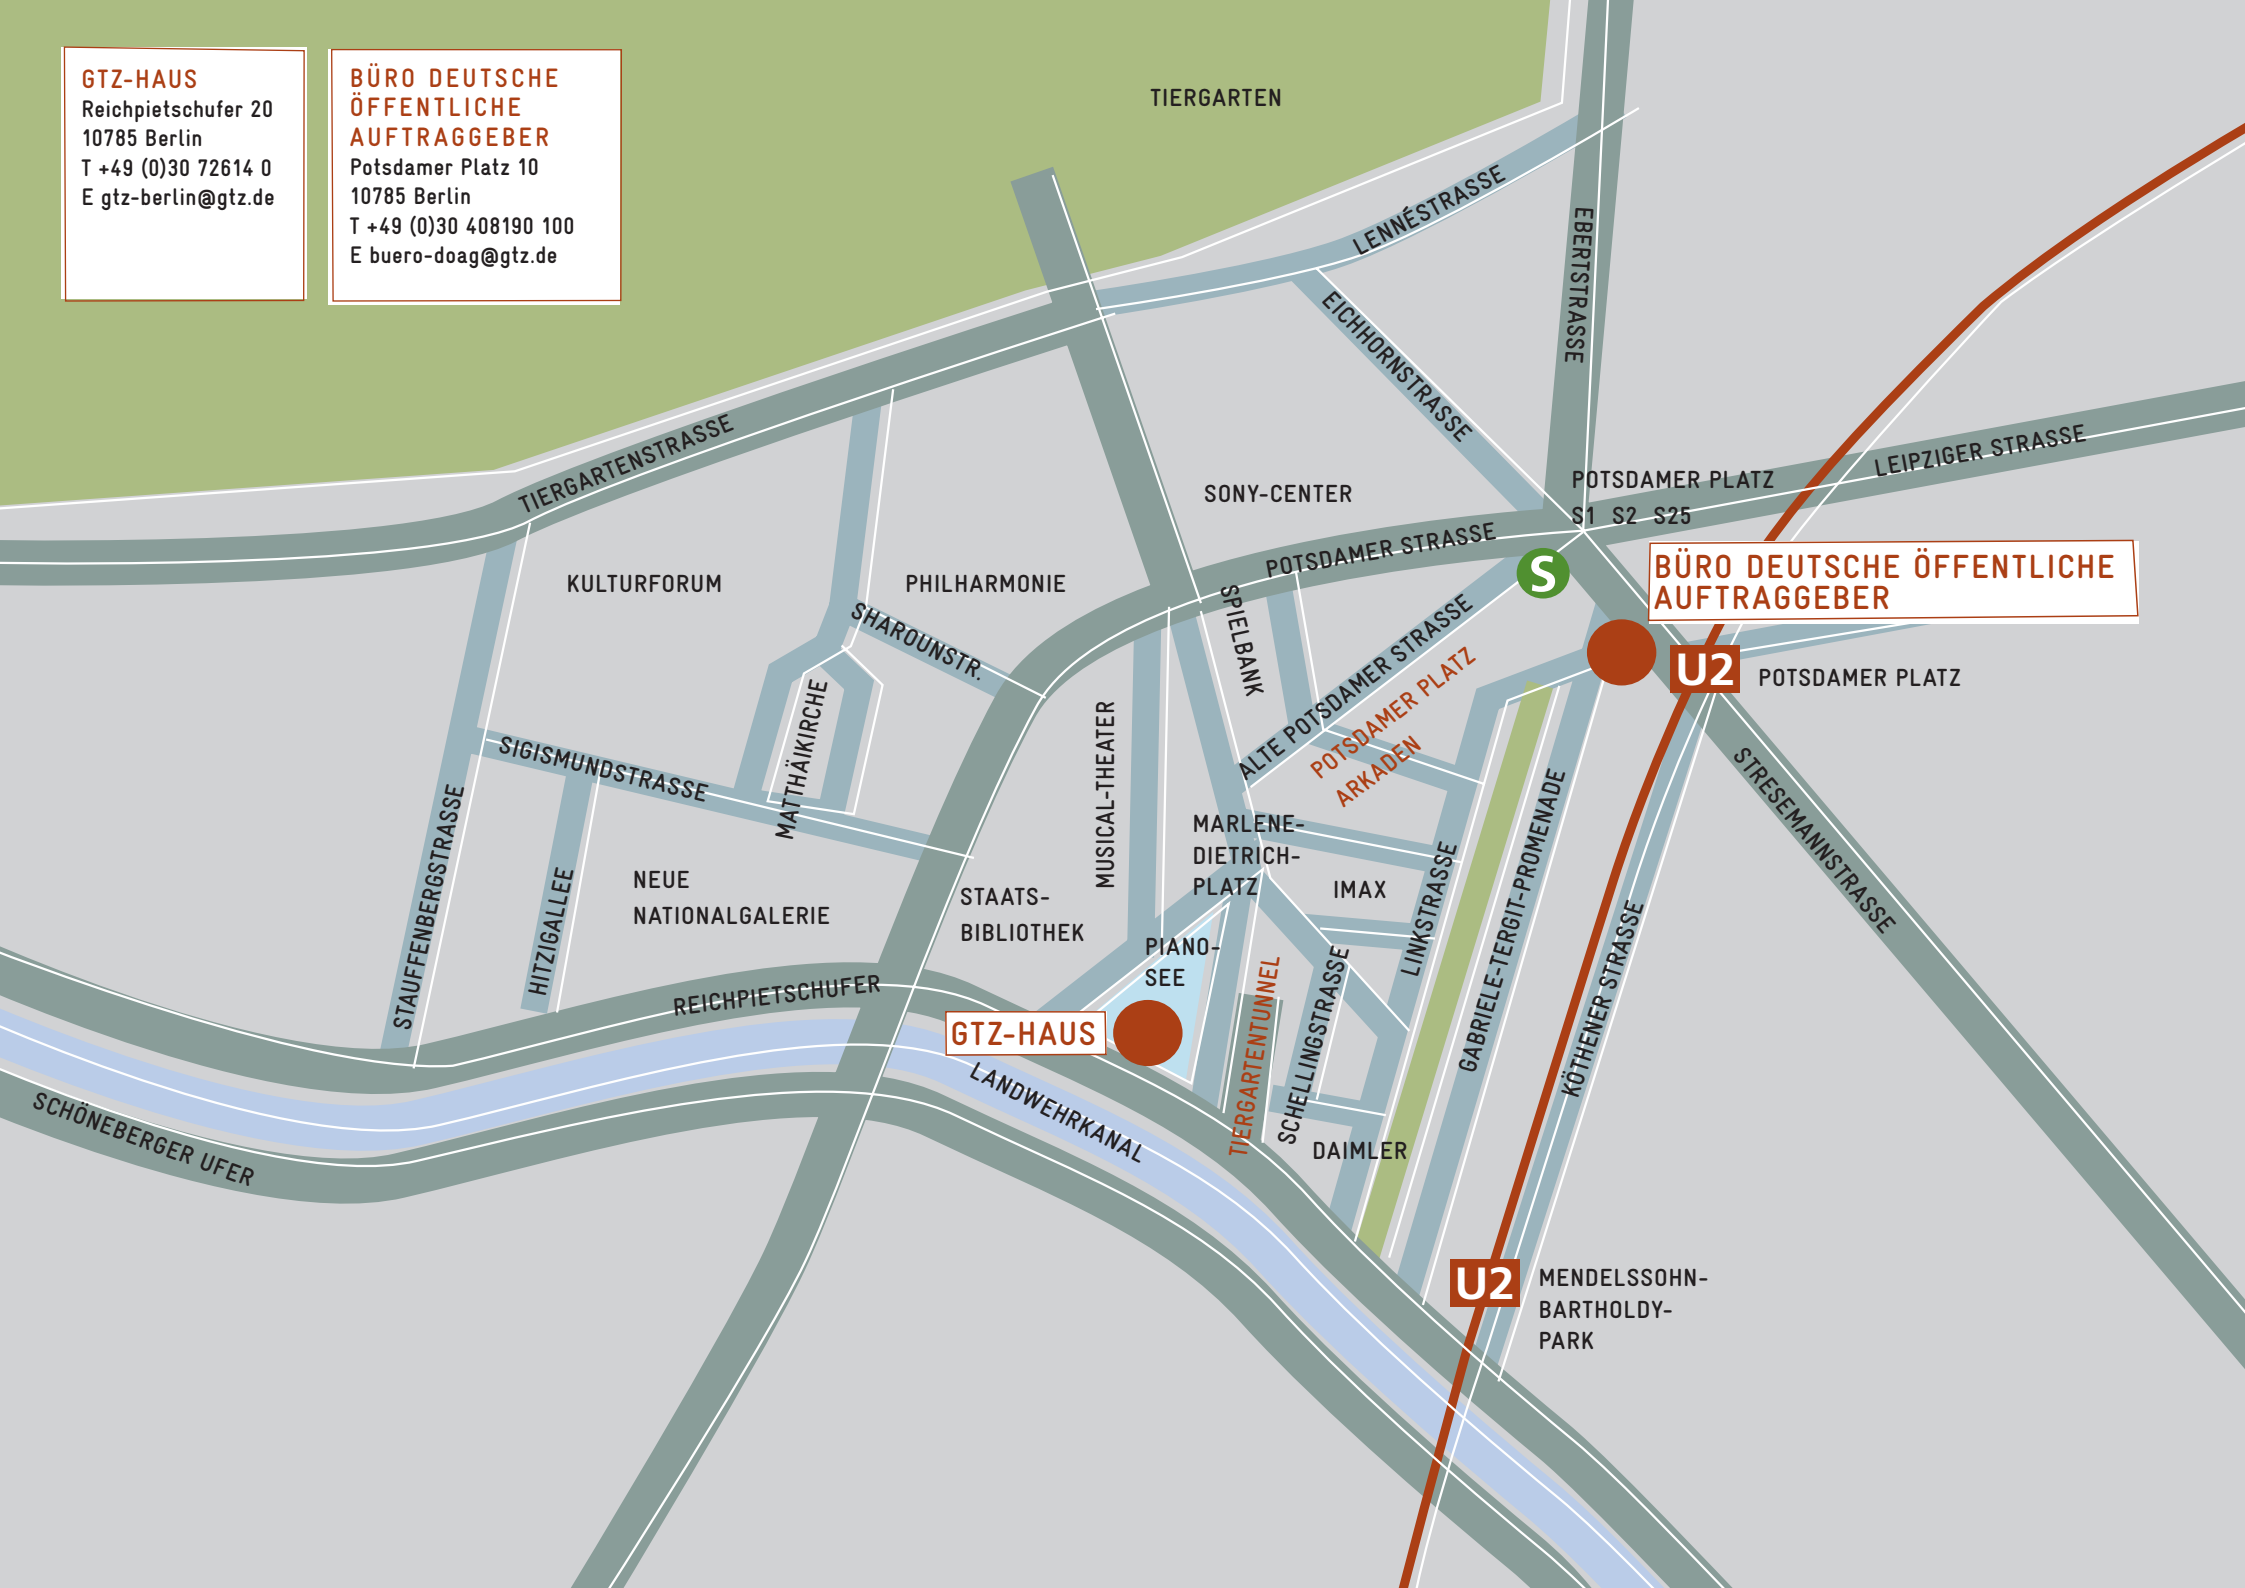 GTZ-HAUS
Reichpietschufer 20
10785 Berlin
T +49 (0)30 72614 0
E gtz-berlin@gtz.de
BÜRO DEUTSCHE
ÖFFENTLICHE
AUFTRAGGEBER
Potsdamer Platz 10
10785 Berlin
T +49 (0)30 408190 100
E buero-doag@gtz.de
TIERGARTEN
LENNÉSTRASSE
EBERTSTRASSE
EICHHORNSTRASSE
TIERGARTENSTRASSE
LEIPZIGER STRASSE
SONY-CENTER
POTSDAMER PLATZ
S1 S2 S25
POTSDAMER STRASSE
S
BÜRO DEUTSCHE ÖFFENTLICHE
AUFTRAGGEBER
KULTURFORUM
PHILHARMONIE
SHAROUNSTR.
SPIELBANK
ALTE POTSDAMER STRASSE
POTSDAMER PLATZ
ARKADEN
U2
POTSDAMER PLATZ
MATTHÄIKIRCHE
SIGISMUNDSTRASSE
MUSICAL-THEATER
STRESEMANNSTRASSE
STAUFFENBERGSTRASSE
HITZIGALLEE
NEUE
NATIONALGALERIE
STAATS-
BIBLIOTHEK
MARLENE-
DIETRICH-
PLATZ
IMAX
LINKSTRASSE
GABRIELE-TERGIT-PROMENADE
KÖTHENER STRASSE
PIANO-
SEE
TIERGARTENTUNNEL
SCHELLINGSTRASSE
REICHPIETSCHUFER
GTZ-HAUS
LANDWEHRKANAL
SCHÖNEBERGER UFER
DAIMLER
U2
MENDELSSOHN-
BARTHOLDY-
PARK